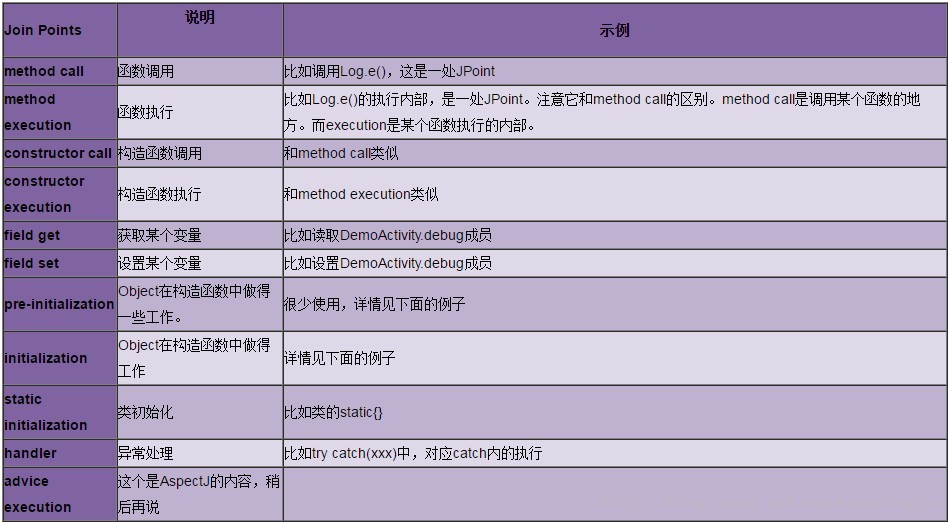 Join Points 说明 示例
method call 函数调用 比如调用Log.e()，这是一处JPoint
method
execution
函数执行
比如Log.e()的执行内部，是一处JPoint。注意它和method call的区别。method call是调用某个函数的地
方。而execution是某个函数执行的内部。
constructor call 构造函数调用 和method call类似
constructor
execution
构造函数执行 和method execution类似
field get 获取某个变量 比如读取DemoActivity.debug成员
field set 设置某个变量 比如设置DemoActivity.debug成员
pre-initialization
Object在构造函数中做得
一些工作。
很少使用，详情见下面的例子
initialization
Object在构造函数中做得
工作
详情见下面的例子
static
initialization
类初始化 比如类的static{}
handler 异常处理 比如try catch(xxx)中，对应catch内的执行
advice
execution
这个是AspectJ的内容，稍
后再说